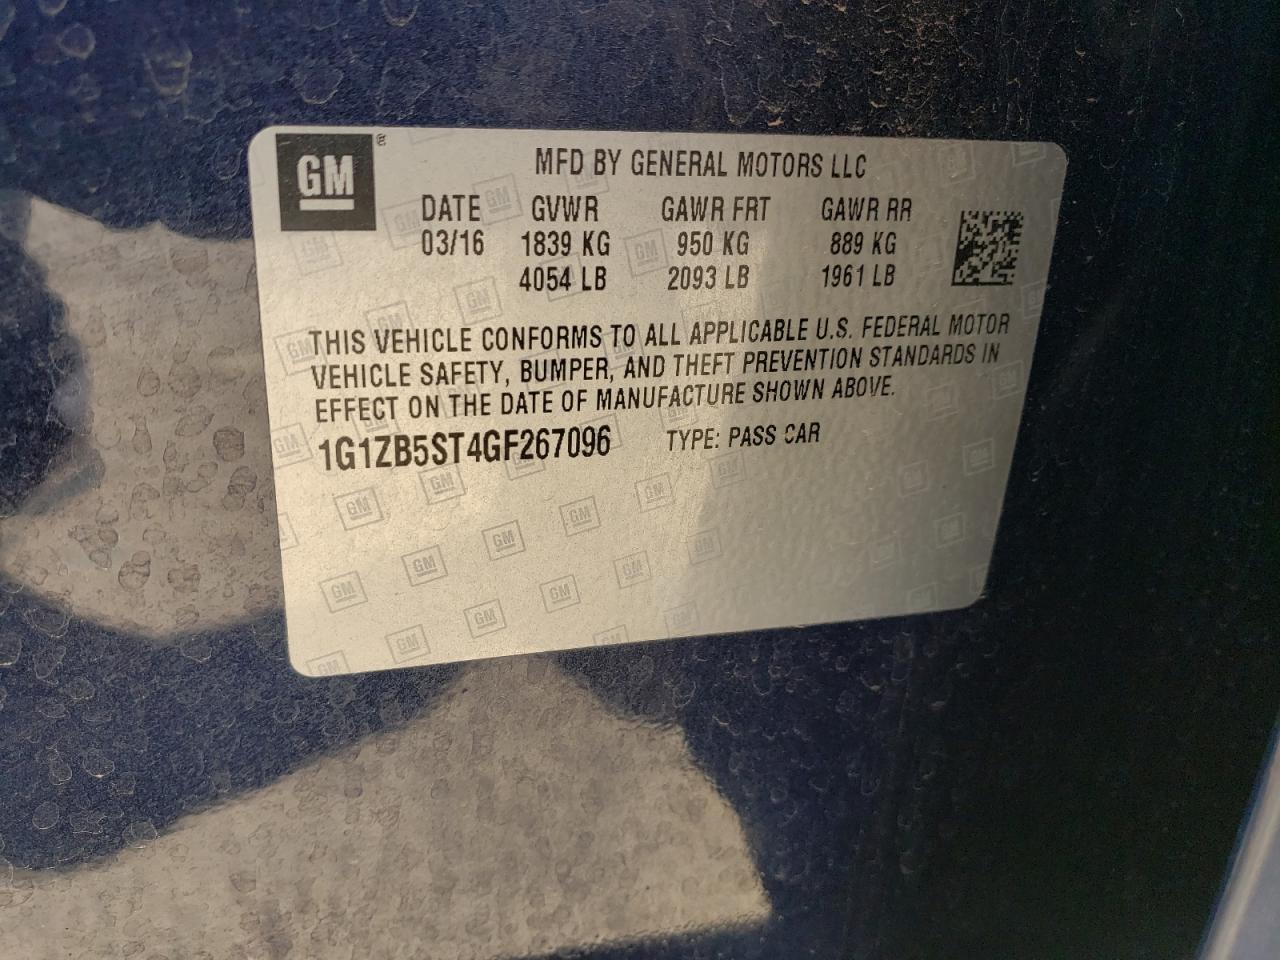 GM
MFD BY GENERAL MOTORS LLC
DATE GVWR GAWR FRT GAWR RR
03/16 1839 KG 950 KG 889 KG
4054 LB 2093 LB 1961 LB
THIS VEHICLE CONFORMS TO ALL APPLICABLE U.S. FEDERAL MOTOR
VEHICLE SAFETY, BUMPER, AND THEFT PREVENTION STANDARDS IN
EFFECT ON THE DATE OF MANUFACTURE SHOWN ABOVE.
1G1ZB5ST4GF267096 TYPE: PASS CAR